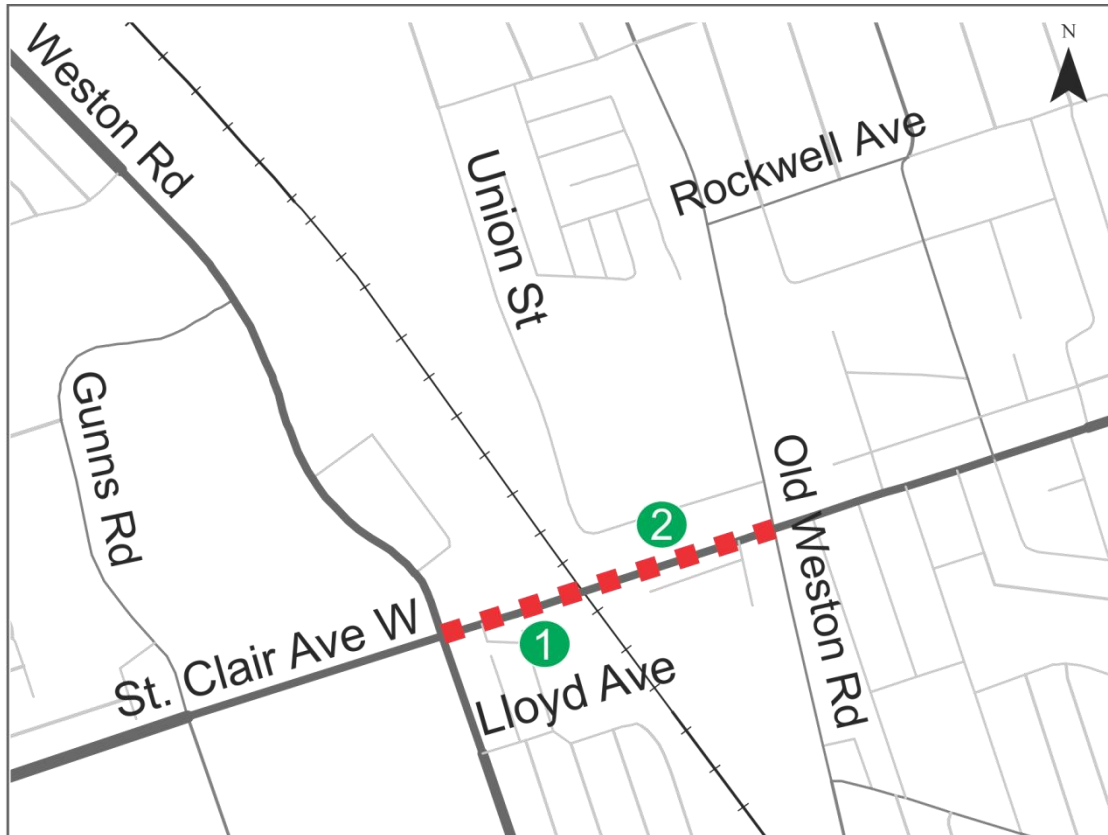 N
Weston Rd
Union St
Rockwell Ave
Gunns Rd
Old Weston Rd
2
1
St. Clair Ave W
Lloyd Ave